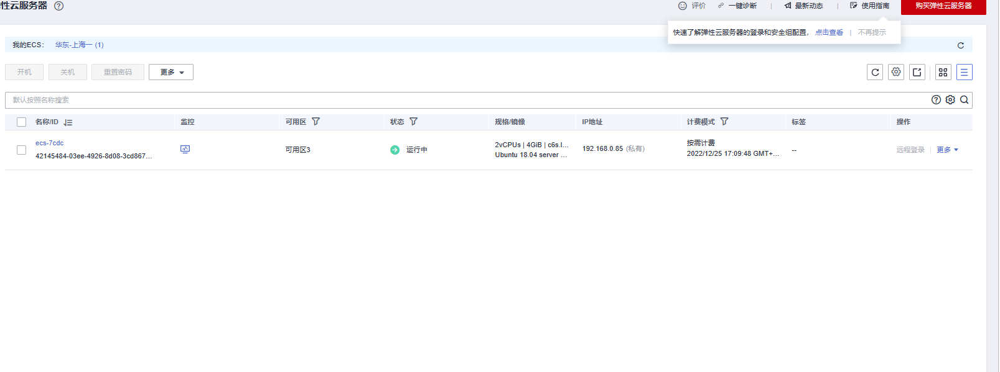 性云服务器
评价 一键诊断 | 最新动态 | 使用指南 购买弹性云服务器
快速了解弹性云服务器的登录和安全组配置， 点击查看 | 不再提示
我的ECS： 华东-上海一 (1)
开机 关机 重置密码 更多
默认按照名称搜索
名称/ID 监控 可用区 状态 规格/镜像 IP地址 计费模式 标签 操作
ecs-7cdc
42145484-03ee-4926-8d08-3cd867...
可用区3
运行中
2vCPUs | 4GiB | c6s.l...
Ubuntu 18.04 server ...
192.168.0.85 (私有)
按需计费
2022/12/25 17:09:48 GMT+...
--
远程登录 | 更多